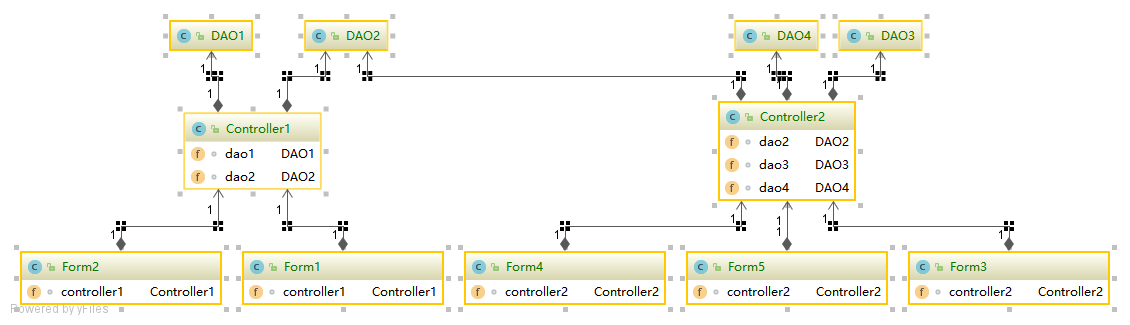 DAO1
DAO2
DAO4
DAO3
1
1
1
1
1
1
1
1
1
1
Controller1
dao1 DAO1
dao2 DAO2
Controller2
dao2 DAO2
dao3 DAO3
dao4 DAO4
1
1
1
1
1
1
1
1
1
1
Form2
controller1 Controller1
Form1
controller1 Controller1
Form4
controller2 Controller2
Form5
controller2 Controller2
Form3
controller2 Controller2
Powered by yFiles